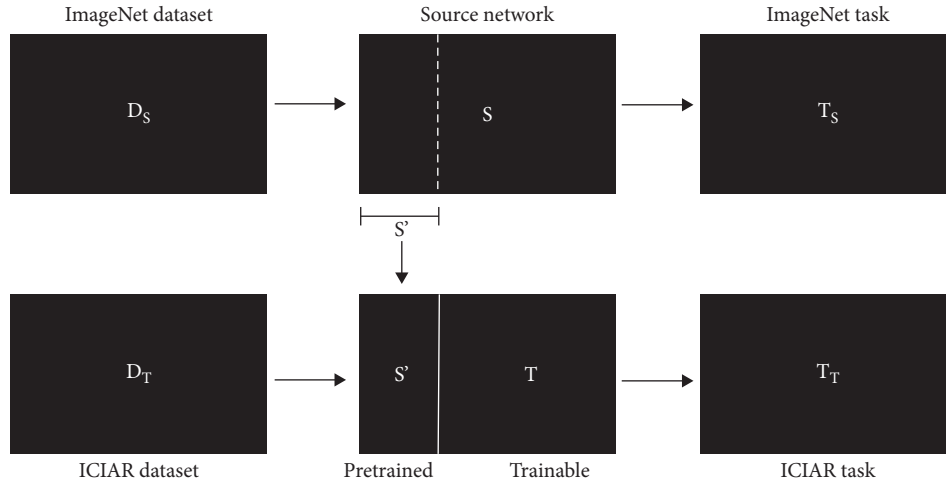 ImageNet dataset Source network ImageNet task
D_S S T_S
S'
D_T S' T T_T
ICIAR dataset Pretrained Trainable ICIAR task